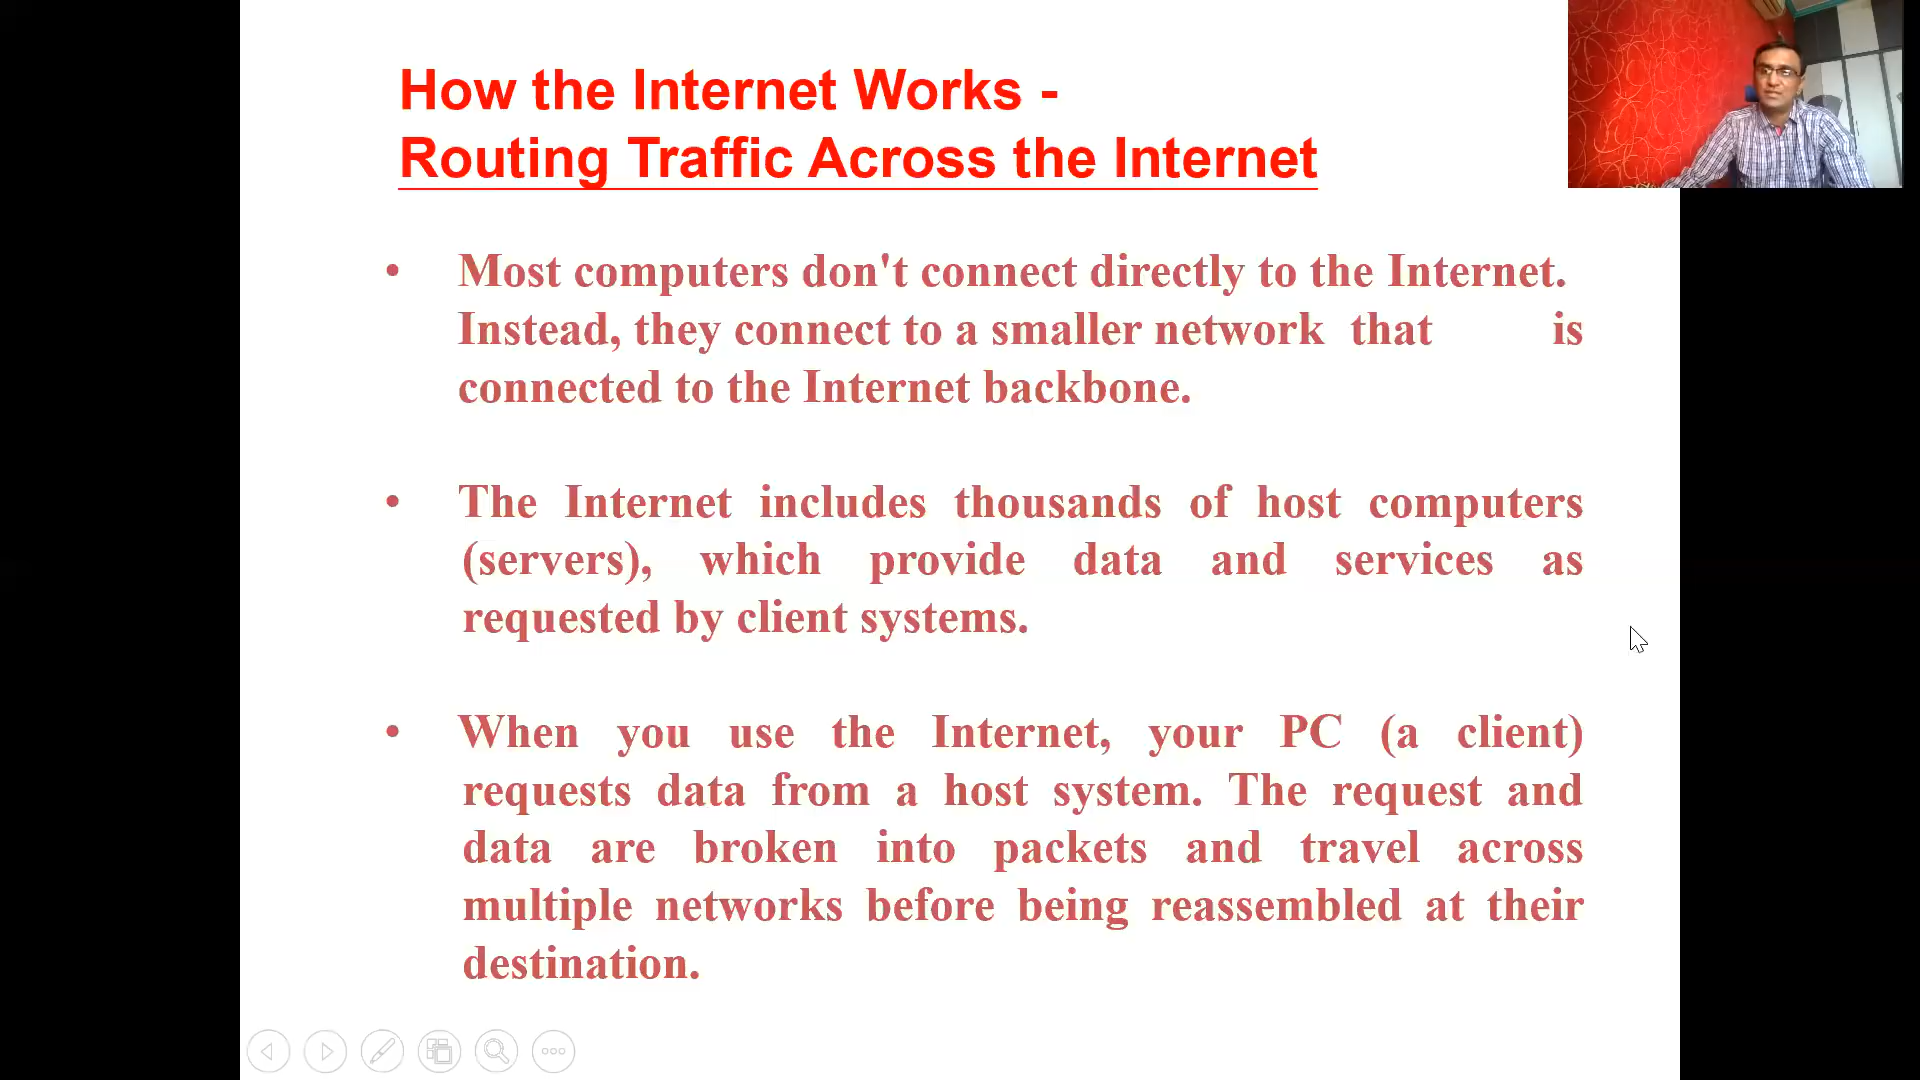 How the Internet Works -
Routing Traffic Across the Internet
• Most computers don't connect directly to the Internet.
Instead, they connect to a smaller network that is
connected to the Internet backbone.
• The Internet includes thousands of host computers
(servers), which provide data and services as
requested by client systems.
• When you use the Internet, your PC (a client)
requests data from a host system. The request and
data are broken into packets and travel across
multiple networks before being reassembled at their
destination.